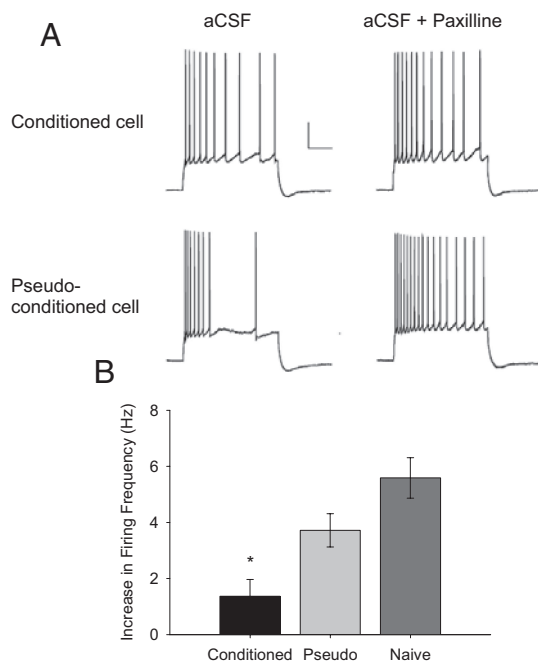 A
aCSF
aCSF + Paxilline
Conditioned cell
Pseudo-
conditioned cell
B
Increase in Firing Frequency (Hz)
8
6
4
2
0
*
Conditioned
Pseudo
Naive